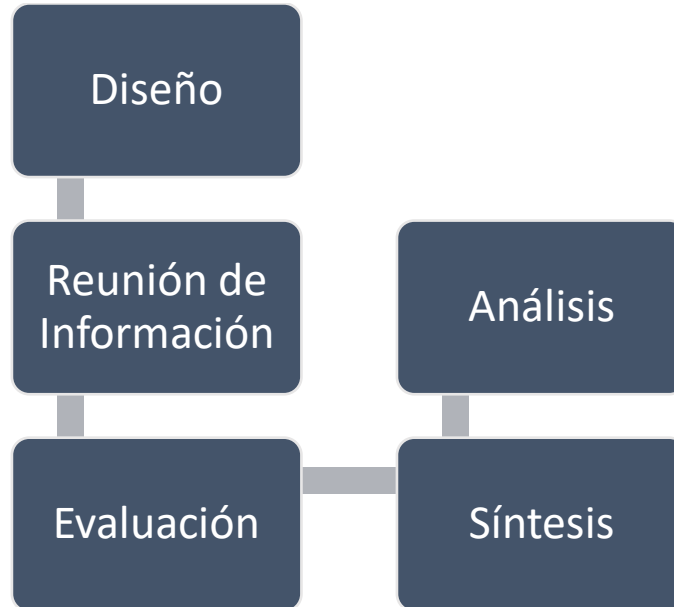 Diseño
Reunión de
Información
Evaluación
Síntesis
Análisis